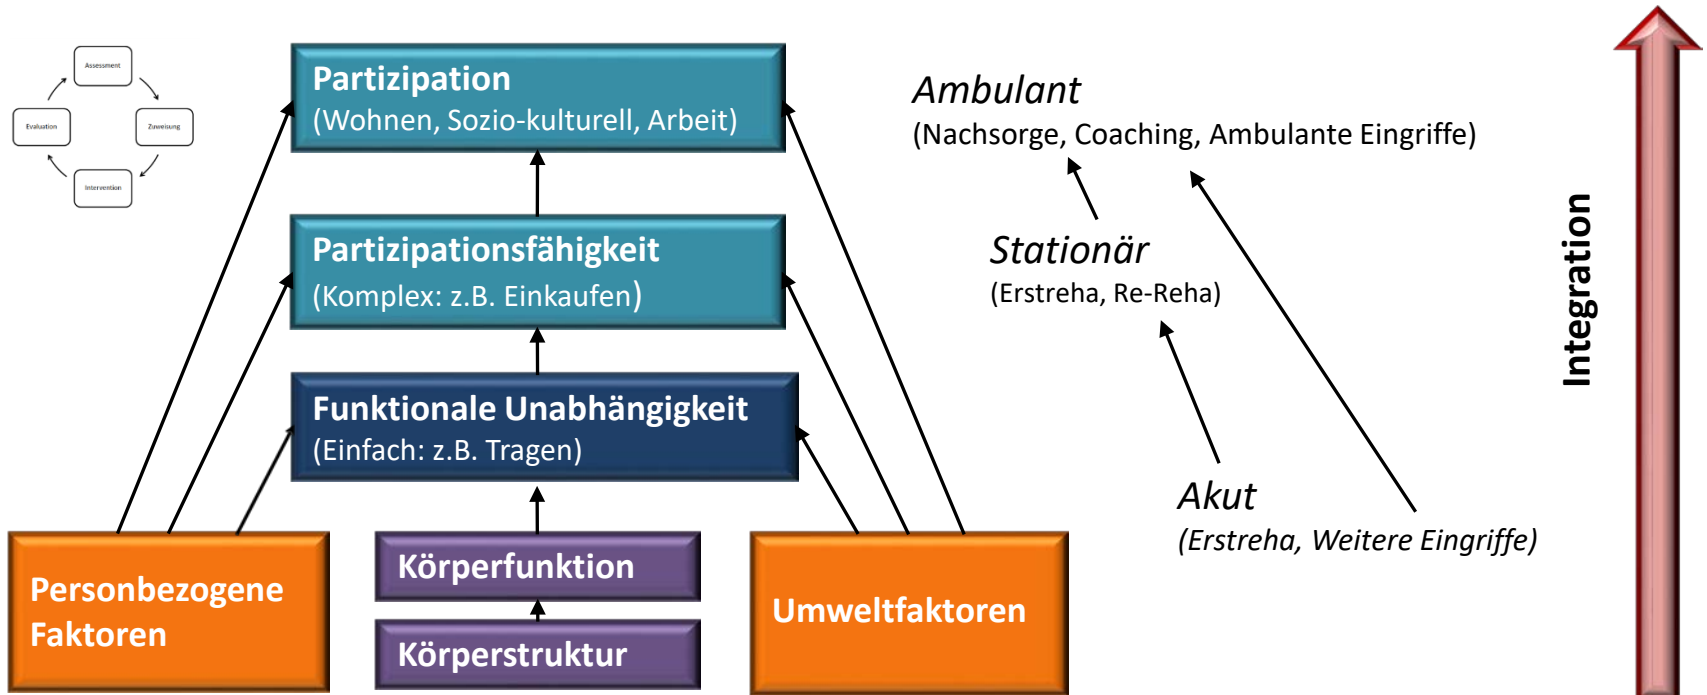 Assessment
Zuweisung
Intervention
Evaluation
Partizipation
(Wohnen, Sozio-kulturell, Arbeit)
Partizipationsfähigkeit
(Komplex: z.B. Einkaufen)
Funktionale Unabhängigkeit
(Einfach: z.B. Tragen)
Personbezogene
Faktoren
Körperfunktion
Körperstruktur
Umweltfaktoren
Ambulant
(Nachsorge, Coaching, Ambulante Eingriffe)
Stationär
(Erstreha, Re-Reha)
Akut
(Erstreha, Weitere Eingriffe)
Integration